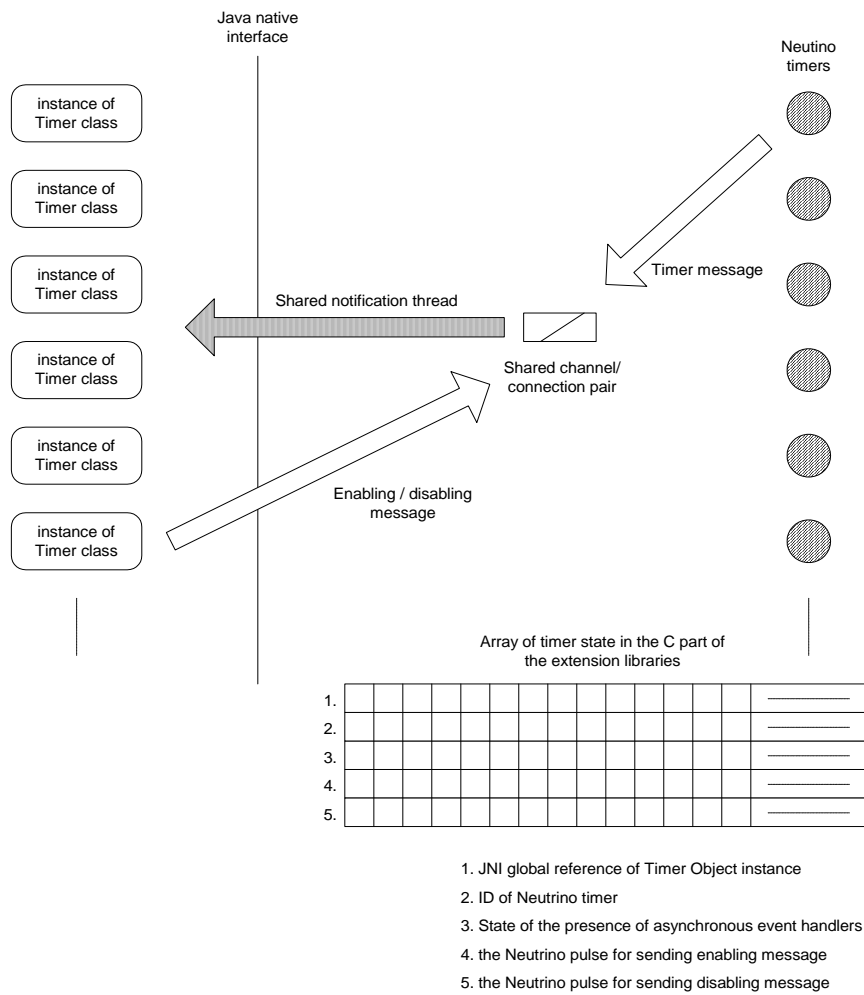 Java native
interface
Neutino
timers
instance of
Timer class
instance of
Timer class
instance of
Timer class
instance of
Timer class
instance of
Timer class
instance of
Timer class
Timer message
Shared notification thread
Shared channel/
connection pair
Enabling / disabling
message
Array of timer state in the C part of
the extension libraries
1.
2.
3.
4.
5.
1. JNI global reference of Timer Object instance
2. ID of Neutrino timer
3. State of the presence of asynchronous event handlers
4. the Neutrino pulse for sending enabling message
5. the Neutrino pulse for sending disabling message